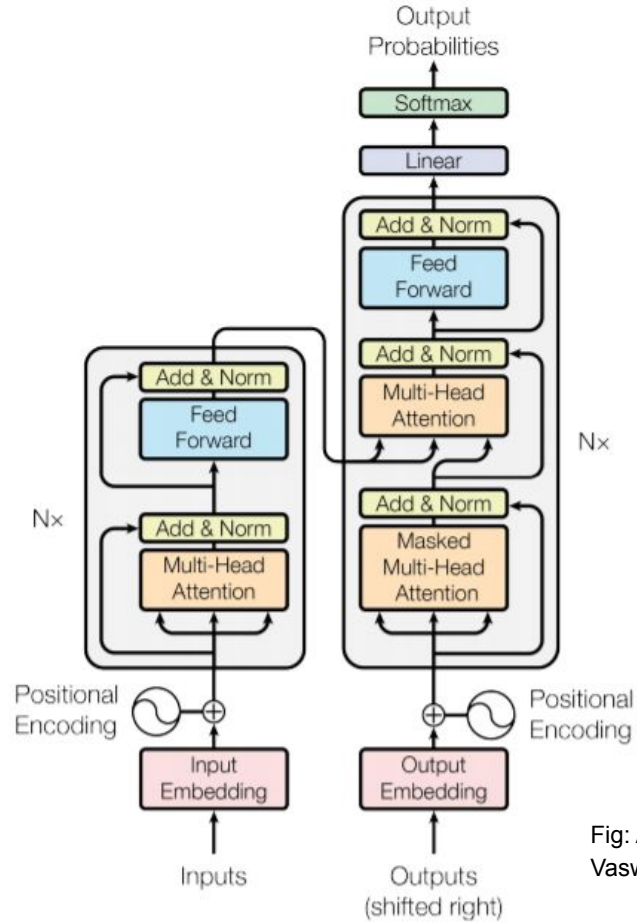 Output
Probabilities
Softmax
Linear
Add & Norm
Feed
Forward
Add & Norm
Multi-Head
Attention
Nx
Add & Norm
Masked
Multi-Head
Attention
Add & Norm
Feed
Forward
Nx
Add & Norm
Multi-Head
Attention
Positional
Encoding
Positional
Encoding
Input
Embedding
Output
Embedding
Inputs
Outputs
(shifted right)
Fig: